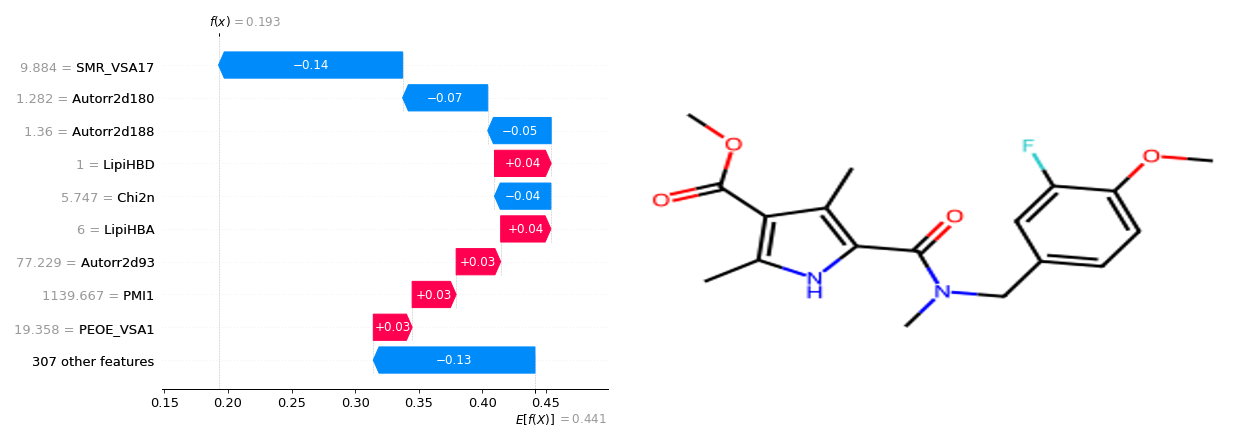 f(x) = 0.193
9.884 = SMR_VSA17
−0.14
1.282 = Autorr2d180
−0.07
1.36 = Autorr2d188
−0.05
1 = LipiHBD
+0.04
5.747 = Chi2n
−0.04
6 = LipiHBA
+0.04
77.229 = Autorr2d93
+0.03
1139.667 = PMI1
+0.03
19.358 = PEOE_VSA1
+0.03
307 other features
−0.13
0.15 0.20 0.25 0.30 0.35 0.40 0.45
E[f(X)] = 0.441
F
O
O
O
O
N
H
N